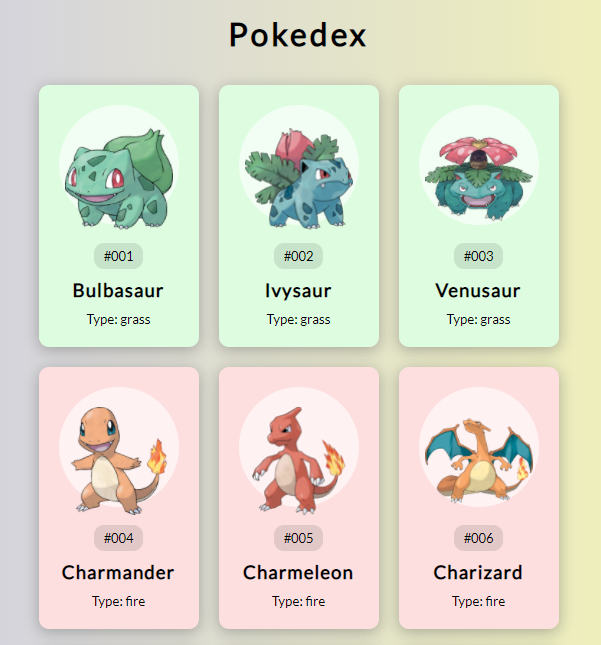 Pokedex
#001
#002
#003
Bulbasaur
Ivysaur
Venusaur
Type: grass
Type: grass
Type: grass
#004
#005
#006
Charmander
Charmeleon
Charizard
Type: fire
Type: fire
Type: fire